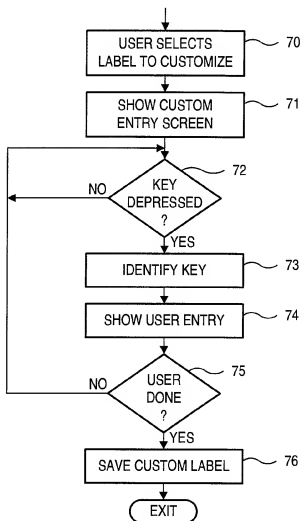 USER SELECTS
LABEL TO CUSTOMIZE
70
SHOW CUSTOM
ENTRY SCREEN
71
72
NO
KEY
DEPRESSED
?
YES
IDENTIFY KEY
73
SHOW USER ENTRY
74
75
NO
USER
DONE
?
YES
SAVE CUSTOM LABEL
76
EXIT